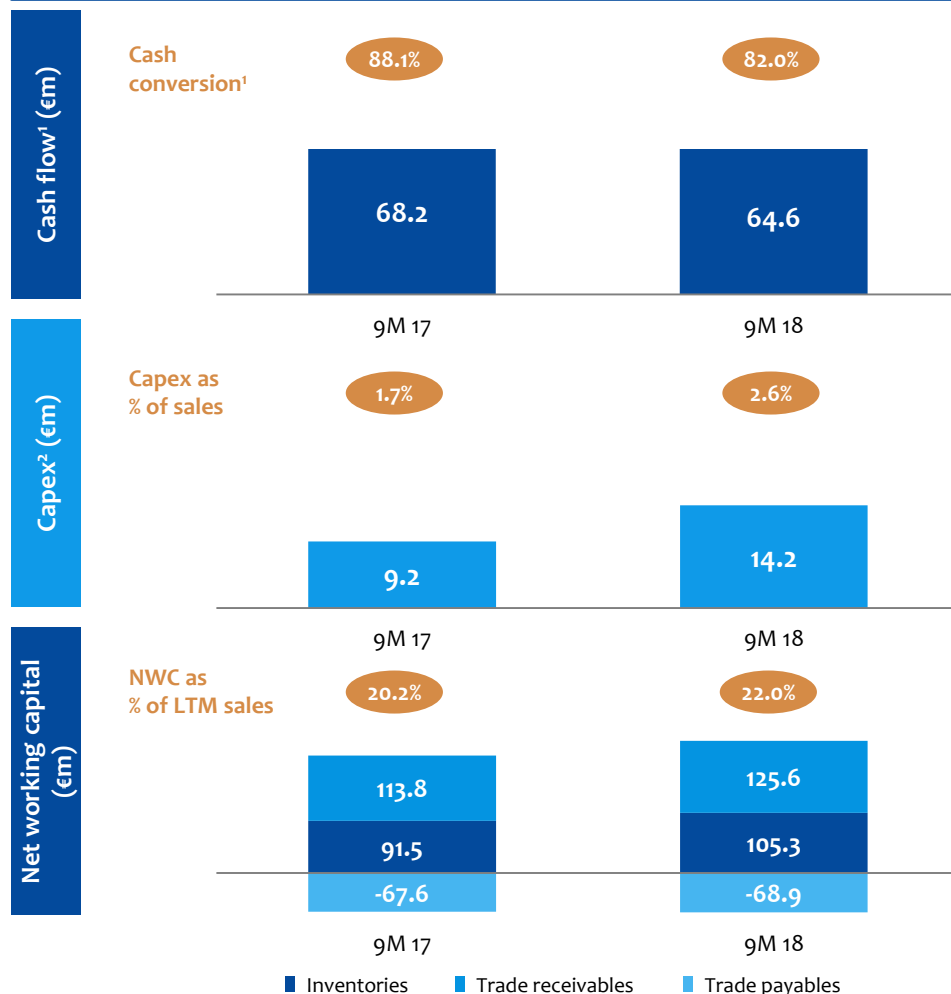 Cash flow¹ (€m)
Cash
conversion¹
88.1%
82.0%
68.2
64.6
9M 17
9M 18
Capex² (€m)
Capex as
% of sales
1.7%
2.6%
9.2
14.2
9M 17
9M 18
Net working capital
(€m)
NWC as
% of LTM sales
20.2%
22.0%
113.8
125.6
91.5
105.3
-67.6
-68.9
9M 17
9M 18
Inventories
Trade receivables
Trade payables